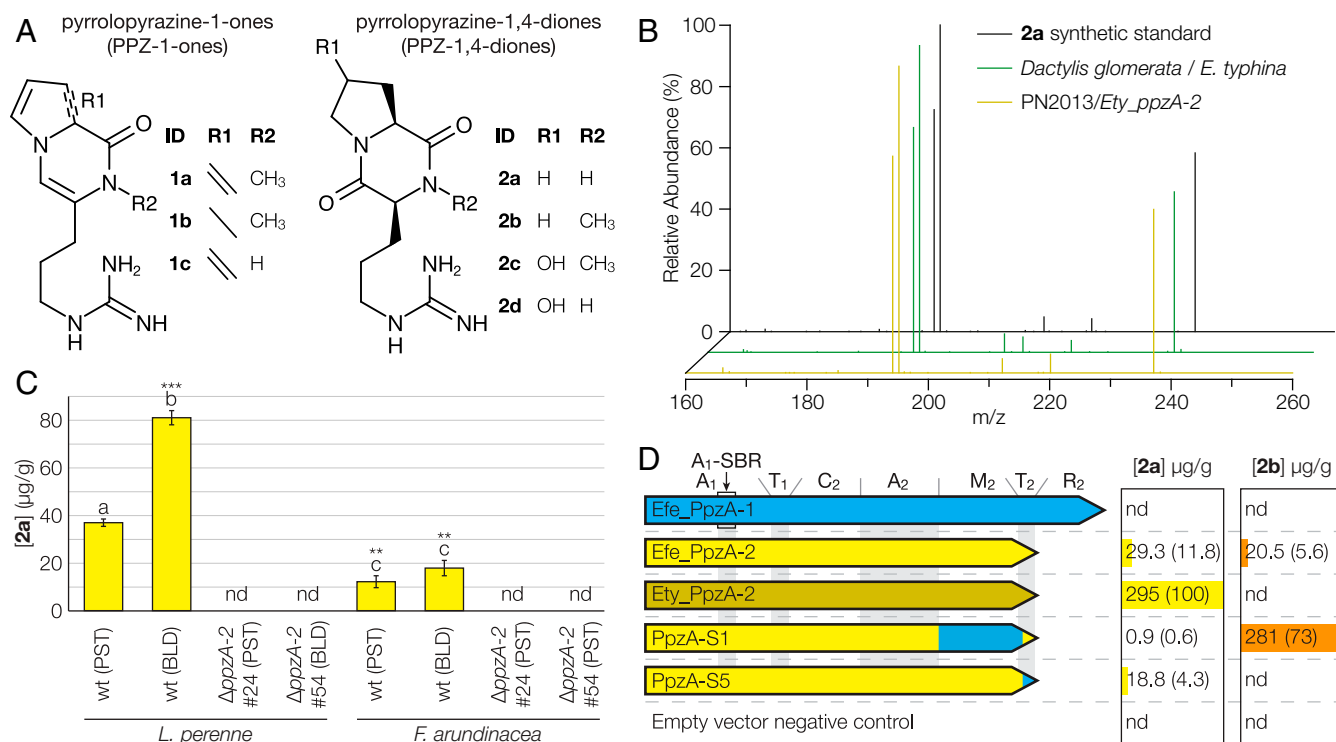 A
pyrrolopyrazine-1-ones
(PPZ-1-ones)
R1
O
N
N
R2
NH2
N
H
NH
ID R1 R2
1a CH3
1b CH3
1c H
pyrrolopyrazine-1,4-diones
(PPZ-1,4-diones)
R1
N
O
O
N
R2
NH2
N
H
NH
ID R1 R2
2a H H
2b H CH3
2c OH CH3
2d OH H
B
Relative Abundance (%)
100
80
60
40
20
0
2a synthetic standard
Dactylis glomerata / E. typhina
PN2013/Ety_ppzA-2
160 180 200 220 240 260
m/z
C
[2a] (µg/g)
80
60
40
20
0
a
***
b
nd
nd
**
c
**
c
nd
nd
wt (PST)
wt (BLD)
ΔppzA-2
#24 (PST)
ΔppzA-2
#54 (BLD)
wt (PST)
wt (BLD)
ΔppzA-2
#24 (PST)
ΔppzA-2
#54 (PST)
L. perenne
F. arundinacea
D
A1-SBR
A1 T1 C2 A2 M2 T2 R2
[2a] µg/g [2b] µg/g
Efe_PpzA-1 nd nd
Efe_PpzA-2 29.3 (11.8) 20.5 (5.6)
Ety_PpzA-2 295 (100) nd
PpzA-S1 0.9 (0.6) 281 (73)
PpzA-S5 18.8 (4.3) nd
Empty vector negative control nd nd